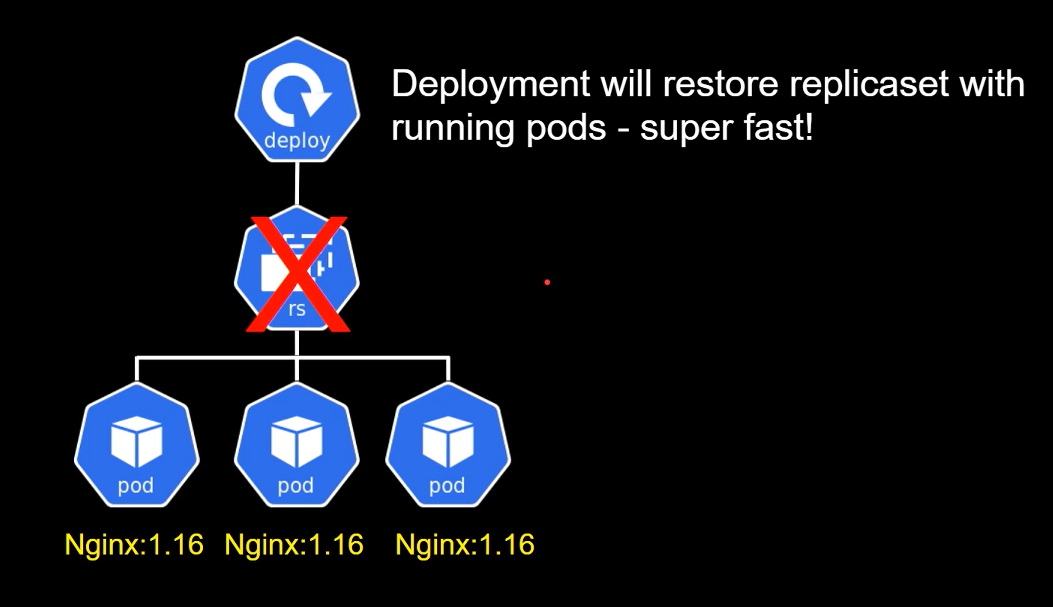 Deployment will restore replicaset with
running pods - super fast!
deploy
rs
pod pod pod
Nginx:1.16 Nginx:1.16 Nginx:1.16